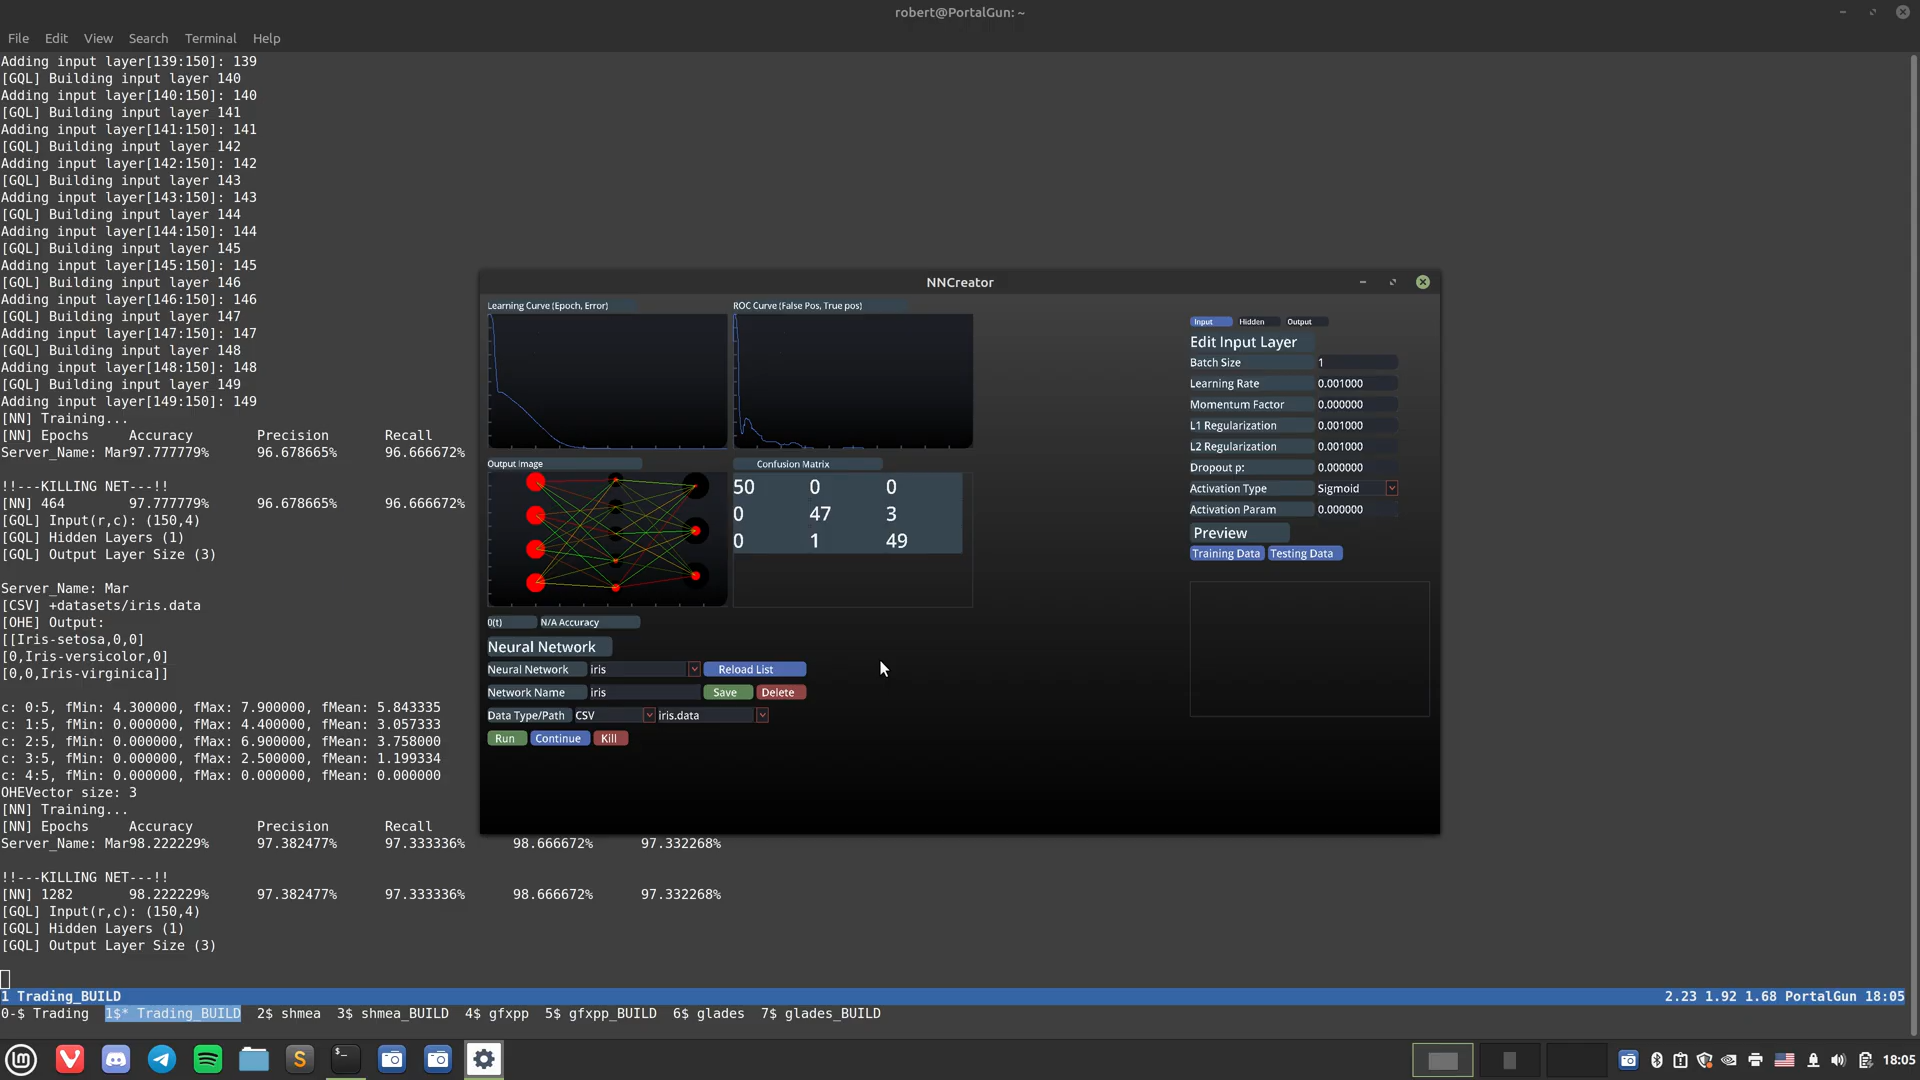 robert@PortalGun: ~
File Edit View Search Terminal Help
Adding input layer[139:150]: 139
[GQL] Building input layer 140
Adding input layer[140:150]: 140
[GQL] Building input layer 141
Adding input layer[141:150]: 141
[GQL] Building input layer 142
Adding input layer[142:150]: 142
[GQL] Building input layer 143
Adding input layer[143:150]: 143
[GQL] Building input layer 144
Adding input layer[144:150]: 144
[GQL] Building input layer 145
Adding input layer[145:150]: 145
[GQL] Building input layer 146
Adding input layer[146:150]: 146
[GQL] Building input layer 147
Adding input layer[147:150]: 147
[GQL] Building input layer 148
Adding input layer[148:150]: 148
[GQL] Building input layer 149
Adding input layer[149:150]: 149
[NN] Training...
[NN] Epochs Accuracy Precision Recall
Server_Name: Mar97.777779% 96.678665% 96.666672%
!!---KILLING NET---!!
[NN] 464 97.777779% 96.678665% 96.666672%
[GQL] Input(r,c): (150,4)
[GQL] Hidden Layers (1)
[GQL] Output Layer Size (3)
Server_Name: Mar
[CSV] +datasets/iris.data
[OHE] Output:
[[Iris-setosa,0,0]
[0,Iris-versicolor,0]
[0,0,Iris-virginica]]
c: 0:5, fMin: 4.300000, fMax: 7.900000, fMean: 5.843335
c: 1:5, fMin: 0.000000, fMax: 4.400000, fMean: 3.057333
c: 2:5, fMin: 0.000000, fMax: 6.900000, fMean: 3.758000
c: 3:5, fMin: 0.000000, fMax: 2.500000, fMean: 1.199334
c: 4:5, fMin: 0.000000, fMax: 0.000000, fMean: 0.000000
OHEVector size: 3
[NN] Training...
[NN] Epochs Accuracy Precision Recall
Server_Name: Mar98.222229% 97.382477% 97.333336% 98.666672% 97.332268%
!!---KILLING NET---!!
[NN] 1282 98.222229% 97.382477% 97.333336% 98.666672% 97.332268%
[GQL] Input(r,c): (150,4)
[GQL] Hidden Layers (1)
[GQL] Output Layer Size (3)
NNCreator
Learning Curve (Epoch, Error)
ROC Curve (False Pos, True pos)
Output Image
Confusion Matrix
50 0 0
0 47 3
0 1 49
0(t) N/A Accuracy
Neural Network
Neural Network iris Reload List
Network Name iris Save Delete
Data Type/Path CSV iris.data
Run Continue Kill
Input Hidden Output
Edit Input Layer
Batch Size 1
Learning Rate 0.001000
Momentum Factor 0.000000
L1 Regularization 0.001000
L2 Regularization 0.001000
Dropout p: 0.000000
Activation Type Sigmoid
Activation Param 0.000000
Preview
Training Data Testing Data
1 Trading_BUILD 2.23 1.92 1.68 PortalGun 18:05
0-$ Trading 1$* Trading_BUILD 2$ shmea 3$ shmea_BUILD 4$ gfxpp 5$ gfxpp_BUILD 6$ glades 7$ glades_BUILD
18:05